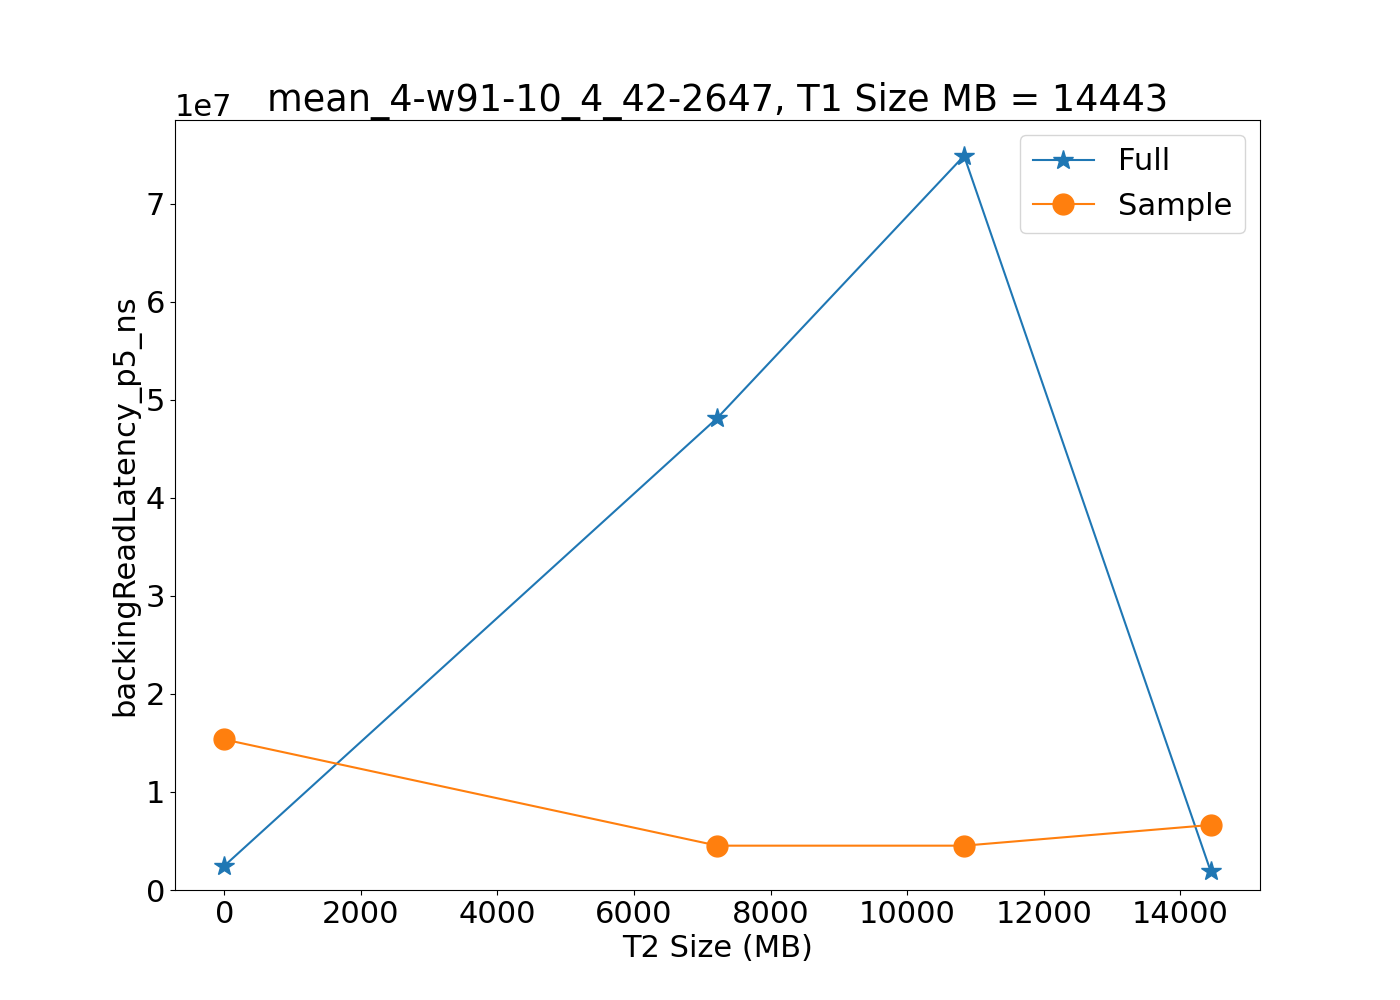 1e7
mean_4-w91-10_4_42-2647, T1 Size MB = 14443
Full
Sample
backingReadLatency_p5_ns
7
6
5
4
3
2
1
0
0 2000 4000 6000 8000 10000 12000 14000
T2 Size (MB)